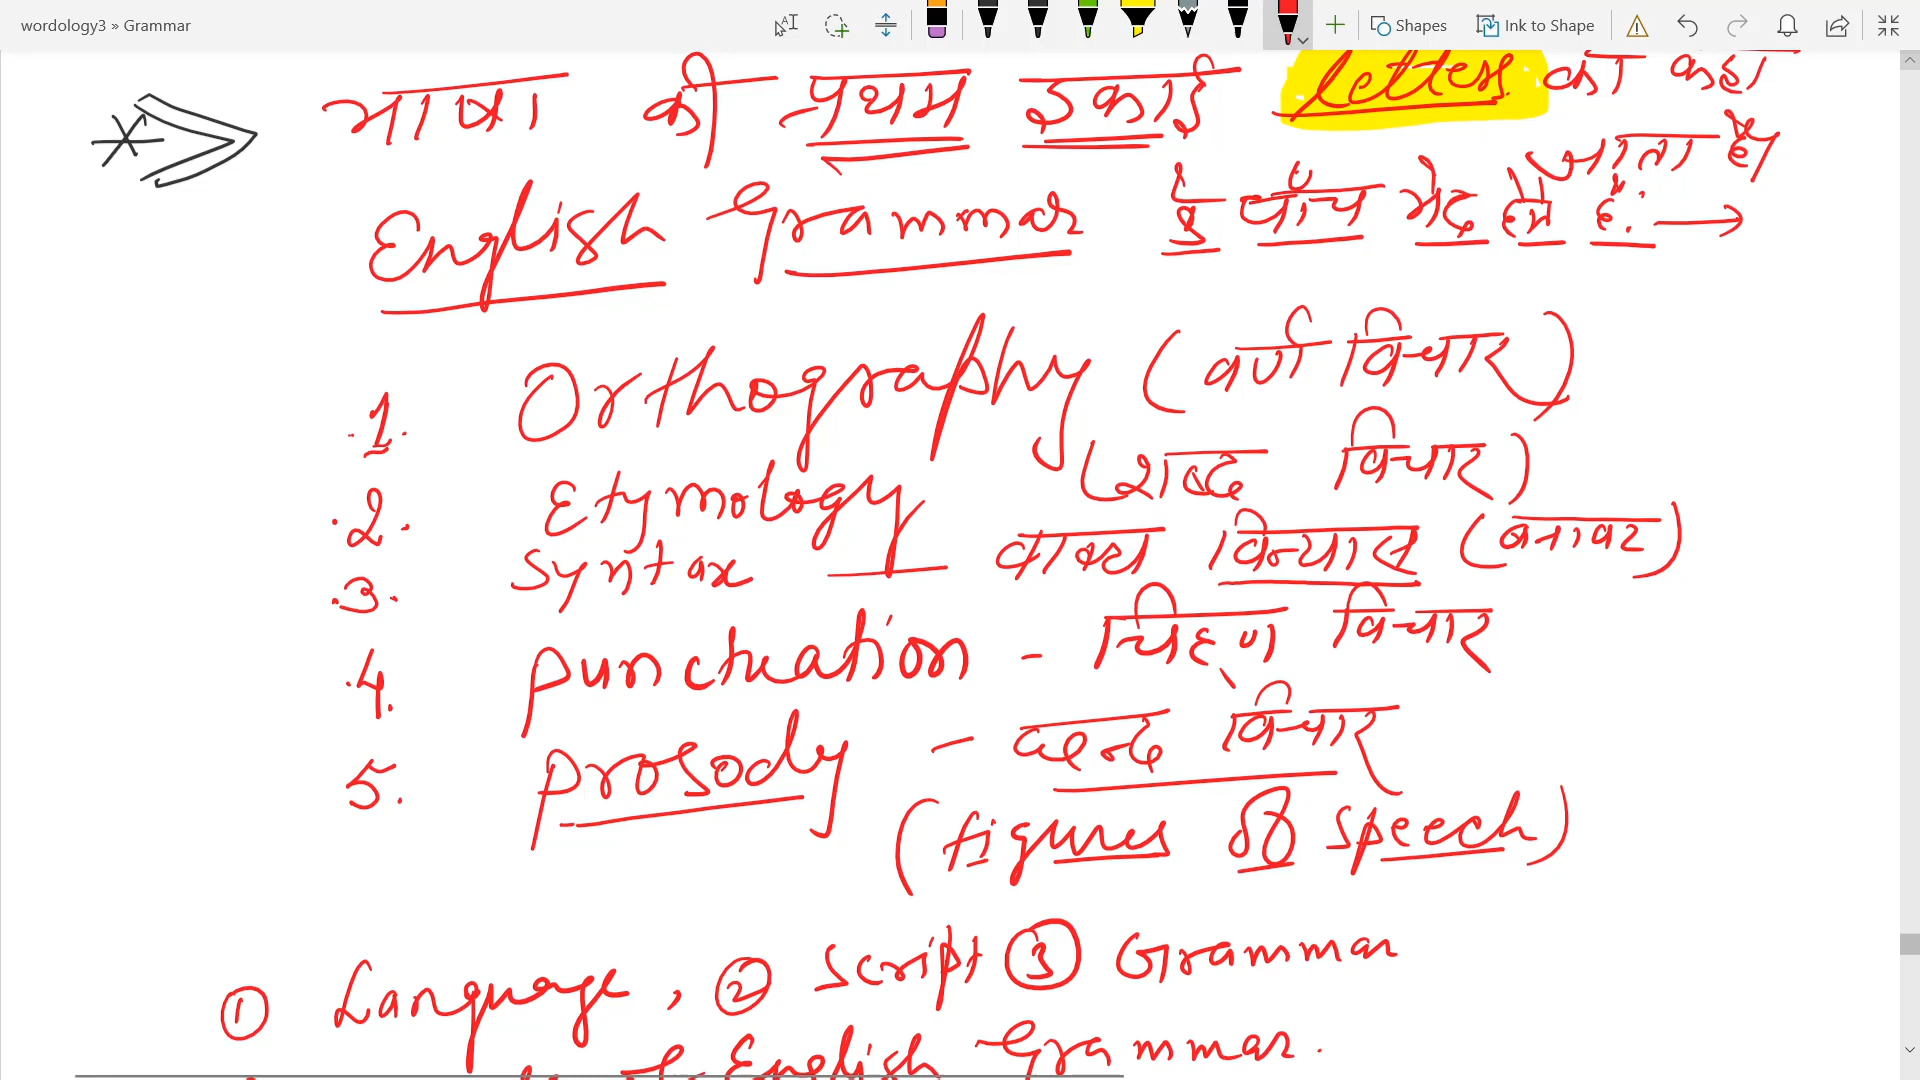 wordology3 » Grammar
Shapes
Ink to Shape
भाषा की प्रथम इकाई letters को कहा
जाता है।
English Grammar के पाँच भेद होते हैं: →
1. Orthography (वर्ण विचार)
2. Etymology (शब्द विचार)
3. Syntax — वाक्य विन्यास (बनावट)
4. Punctuation - चिह्ण विचार
5. Prosody - छन्द विचार
(figures of speech)
① Language, ② Script ③ Grammar
of English Grammar.